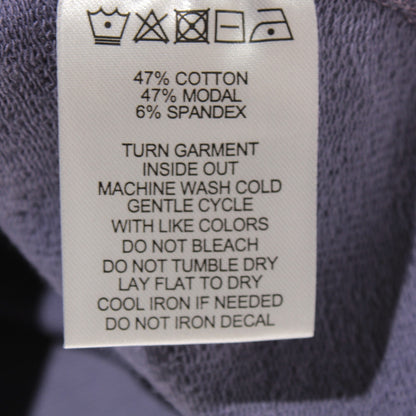 47% COTTON
47% MODAL
6% SPANDEX
TURN GARMENT
INSIDE OUT
MACHINE WASH COLD
GENTLE CYCLE
WITH LIKE COLORS
DO NOT BLEACH
DO NOT TUMBLE DRY
LAY FLAT TO DRY
COOL IRON IF NEEDED
DO NOT IRON DECAL